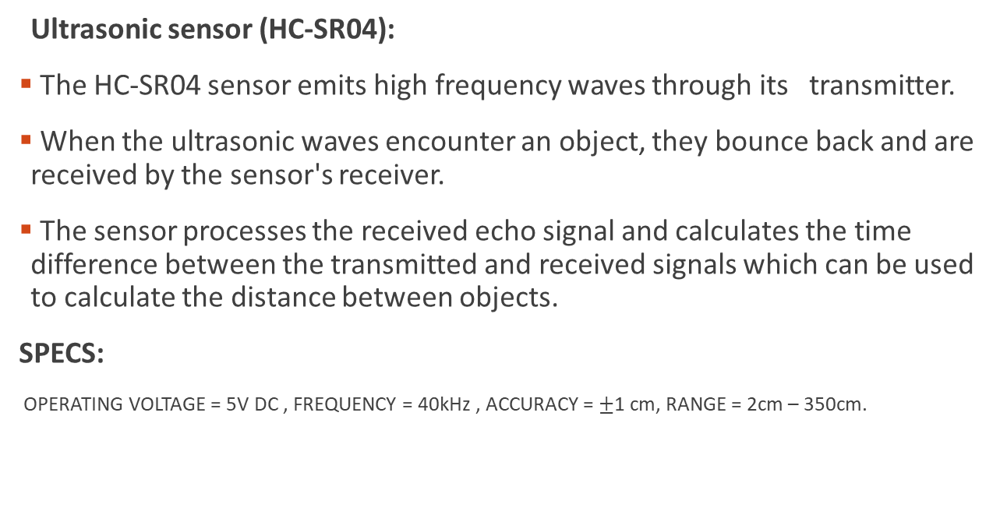 Ultrasonic sensor (HC-SR04):
▪ The HC-SR04 sensor emits high frequency waves through its   transmitter.
▪ When the ultrasonic waves encounter an object, they bounce back and are
received by the sensor's receiver.
▪ The sensor processes the received echo signal and calculates the time
difference between the transmitted and received signals which can be used
to calculate the distance between objects.
SPECS:
OPERATING VOLTAGE = 5V DC , FREQUENCY = 40kHz , ACCURACY = ±1 cm, RANGE = 2cm – 350cm.